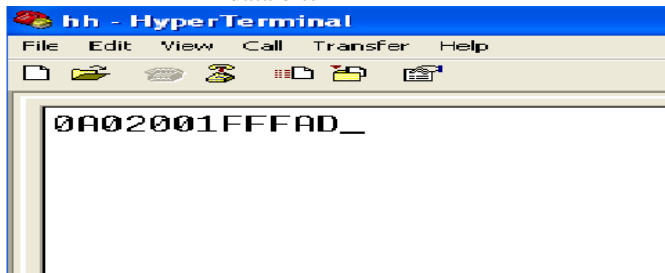 hh - HyperTerminal
File Edit View Call Transfer Help
0A02001FFFAD_